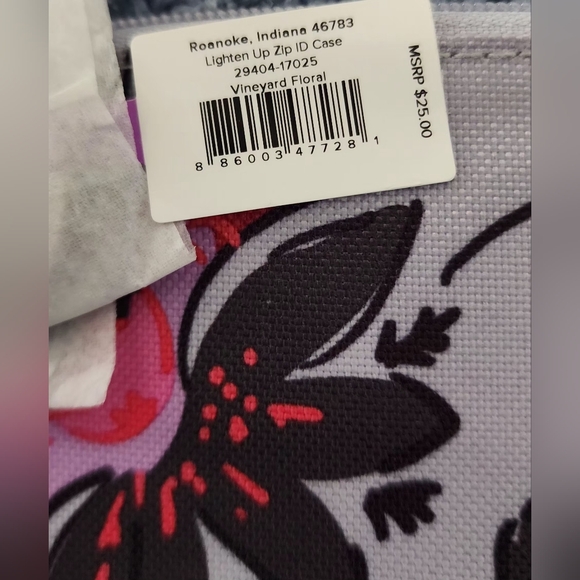 Roanoke, Indiana 46783
Lighten Up Zip ID Case
29404-17025
Vineyard Floral
8 86003 47728 1
MSRP $25.00